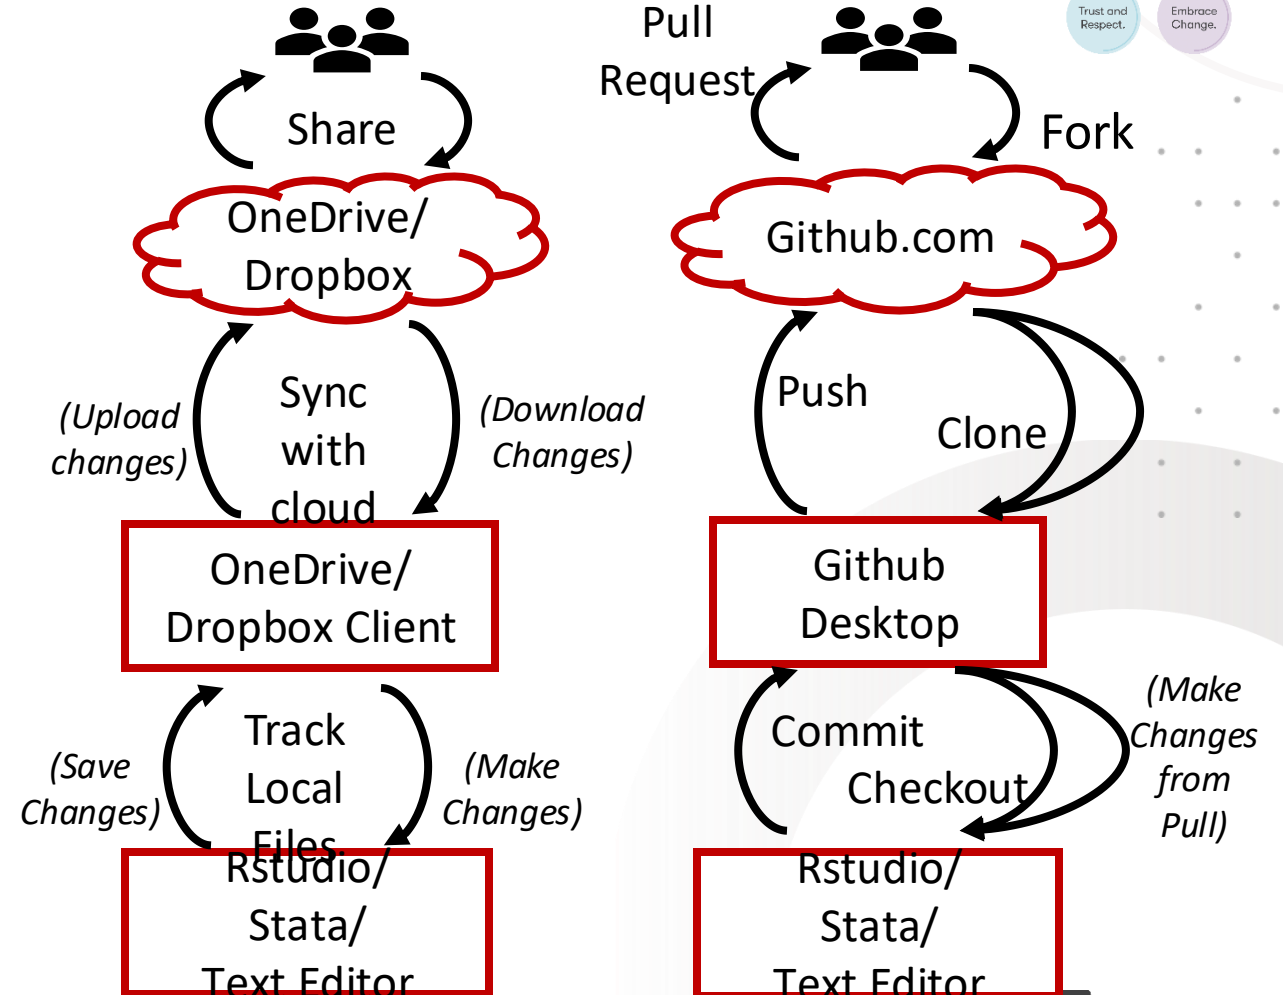 Trust and
Respect.
Embrace
Change.
Share
OneDrive/
Dropbox
(Upload
changes)
Sync
with
cloud
(Download
Changes)
OneDrive/
Dropbox Client
(Save
Changes)
Track
Local
Files
(Make
Changes)
Rstudio/
Stata/
Text Editor
Pull
Request
Fork
Github.com
Push
Clone
Github
Desktop
Commit
Checkout
(Make
Changes
from
Pull)
Rstudio/
Stata/
Text Editor